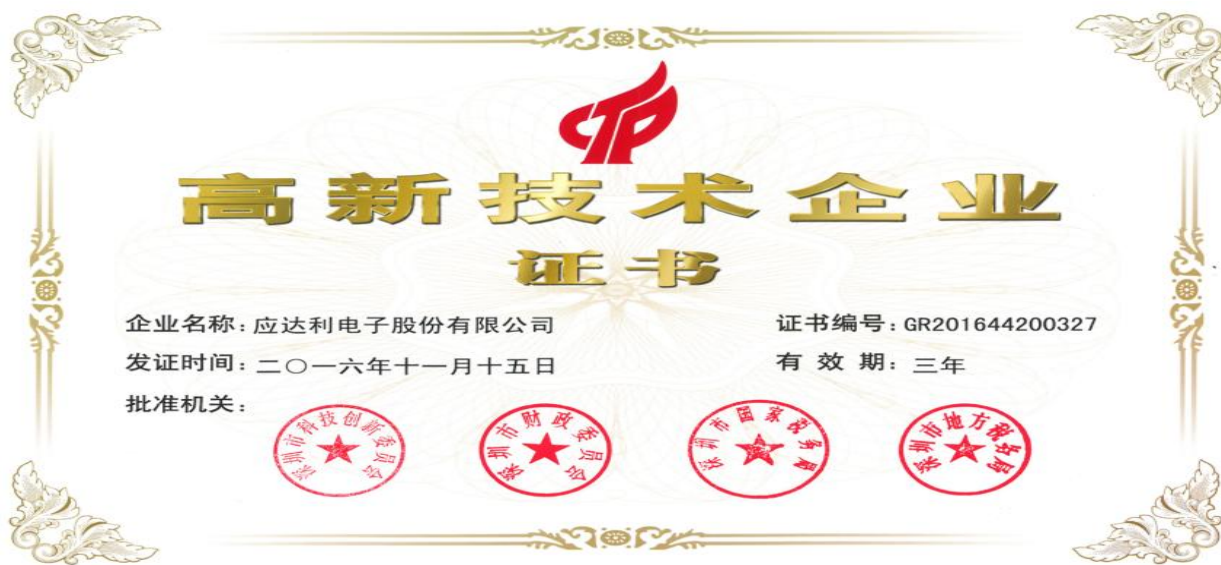 高新技术企业
证书
企业名称：应达利电子股份有限公司
证书编号：GR201644200327
发证时间：二〇一六年十一月十五日
有效期：三年
批准机关：
深圳市科技创新委员会
深圳市财政委员会
深圳市国家税务局
深圳市地方税务局